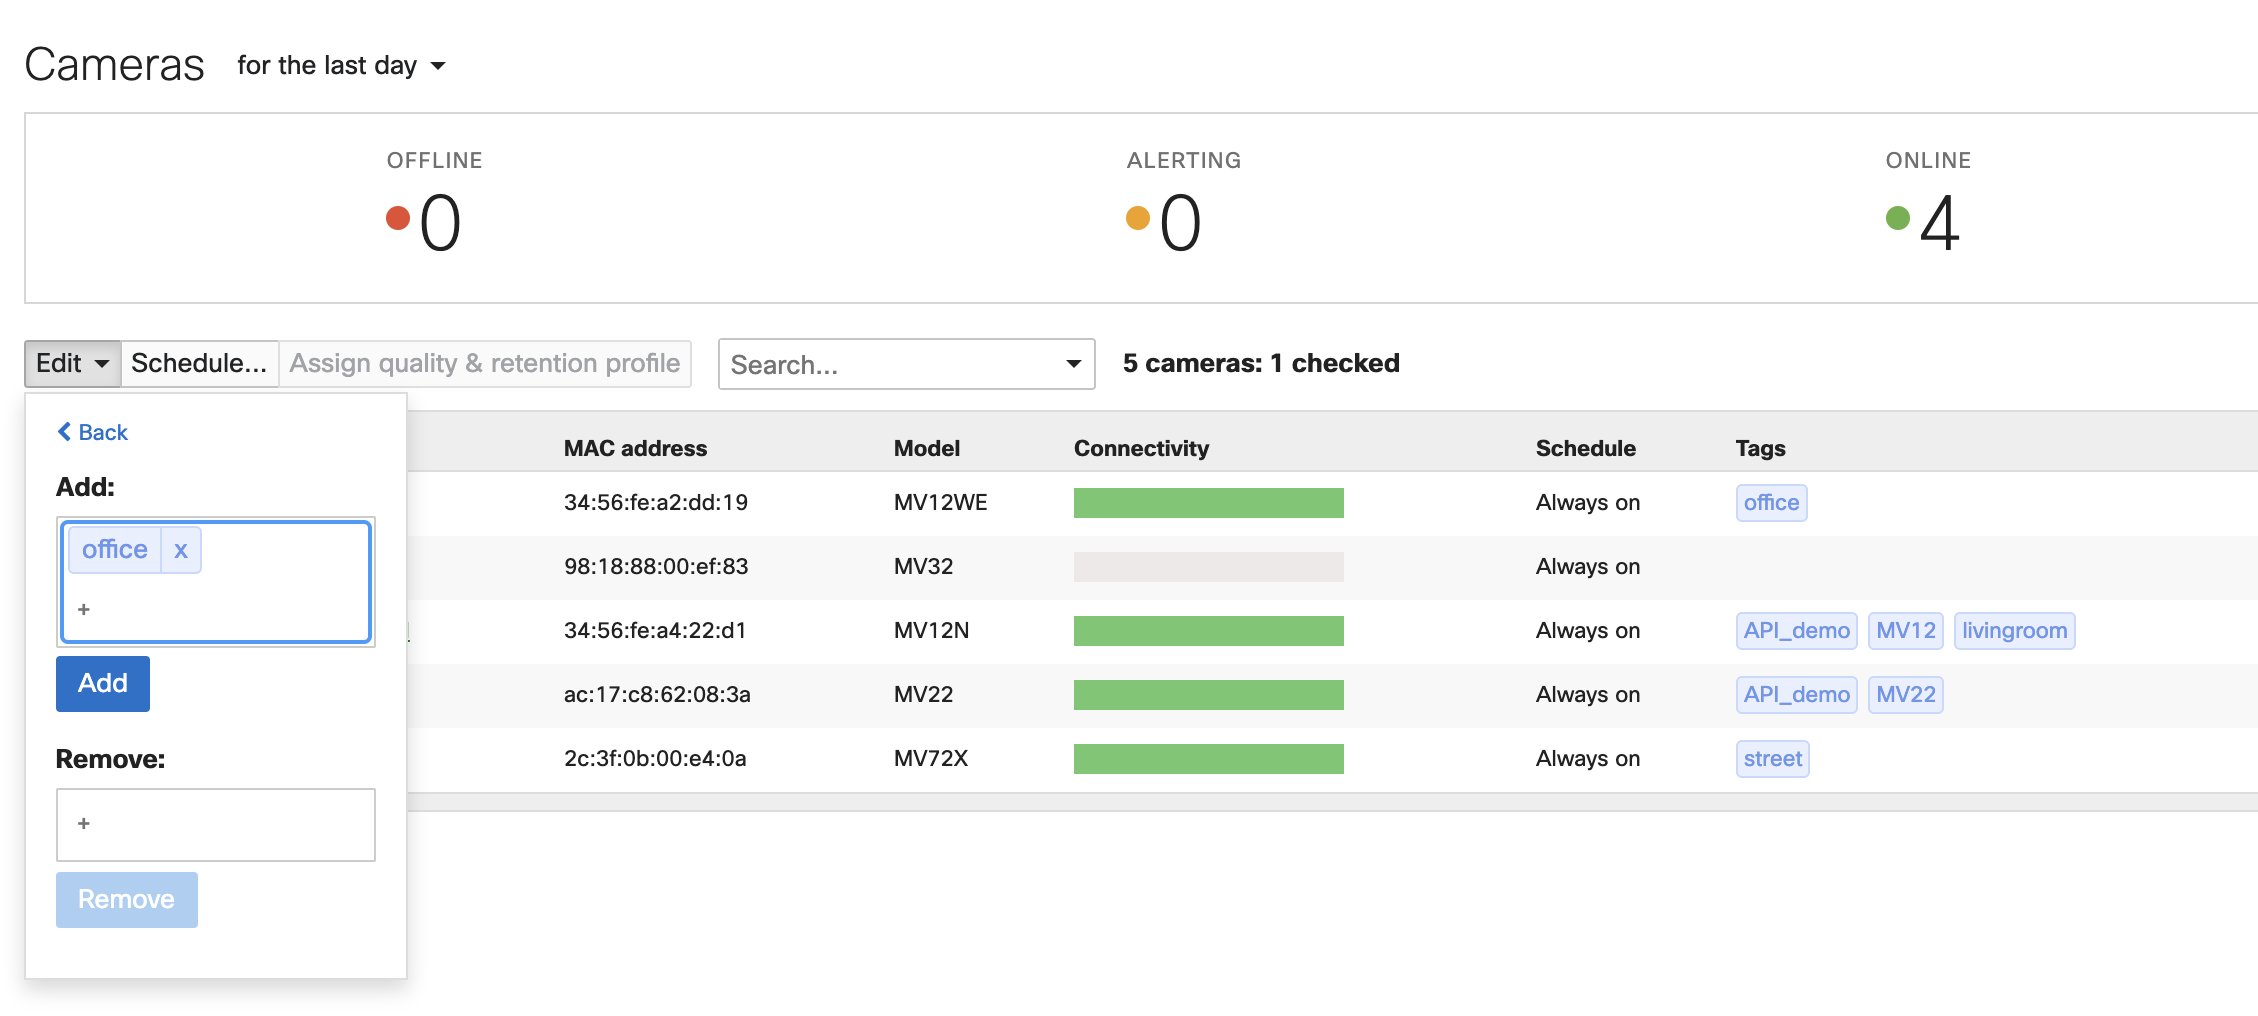 Cameras for the last day
OFFLINE ALERTING ONLINE
0 0 4
Edit Schedule... Assign quality & retention profile Search... 5 cameras: 1 checked
Back
Add:
office x
+
Add
Remove:
+
Remove
MAC address Model Connectivity Schedule Tags
34:56:fe:a2:dd:19 MV12WE Always on office
98:18:88:00:ef:83 MV32 Always on
34:56:fe:a4:22:d1 MV12N Always on API_demo MV12 livingroom
ac:17:c8:62:08:3a MV22 Always on API_demo MV22
2c:3f:0b:00:e4:0a MV72X Always on street